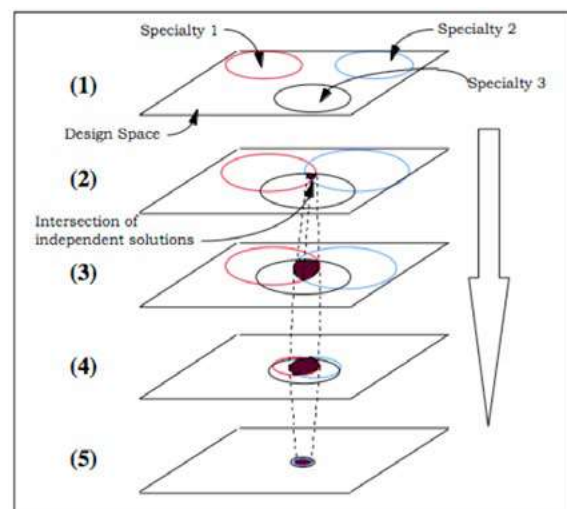 Specialty 1
Specialty 2
(1)
Specialty 3
Design Space
(2)
Intersection of
independent solutions
(3)
(4)
(5)